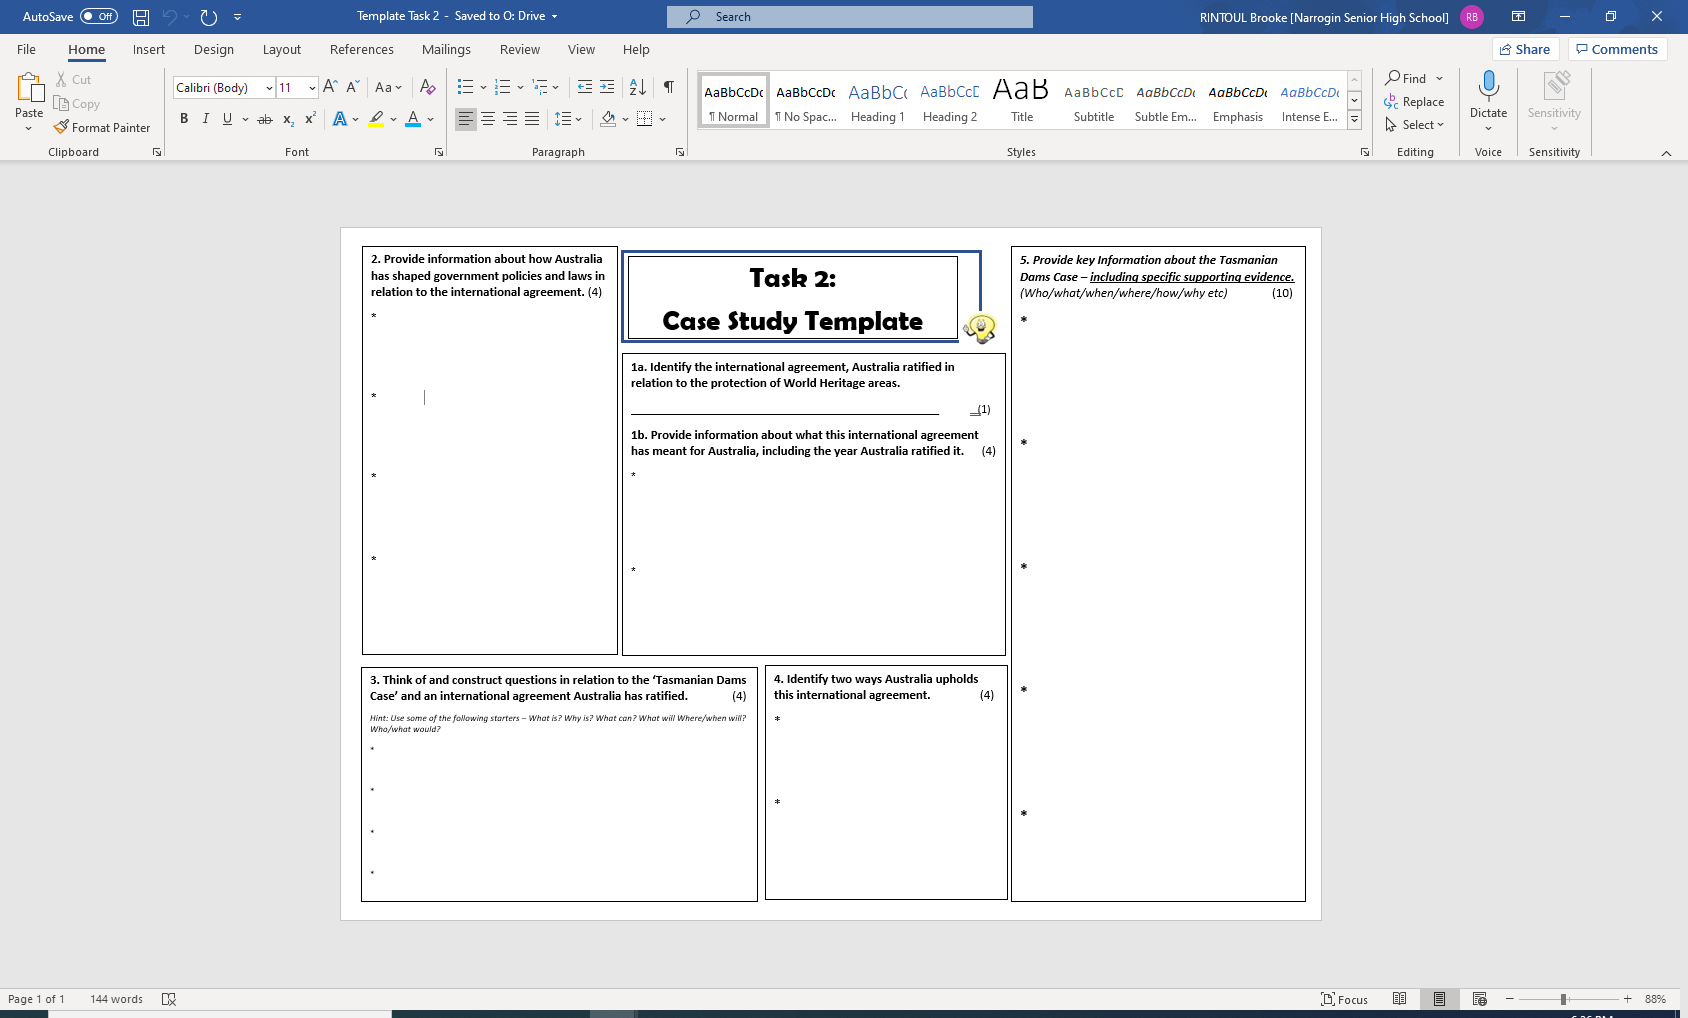 AutoSave Off Template Task 2 - Saved to O: Drive Search RINTOUL Brooke [Narrogin Senior High School] RB
File Home Insert Design Layout References Mailings Review View Help Share Comments
Paste Cut Copy Format Painter
Clipboard
Calibri (Body) 11 A A Aa A
B I U ab x2 x2 A A
Font
Paragraph
AaBbCcDc AaBbCcDc AaBbCc AaBbCcD AaB AaBbCcD AaBbCcDc AaBbCcDc AaBbCcDc
¶ Normal ¶ No Spac... Heading 1 Heading 2 Title Subtitle Subtle Em... Emphasis Intense E...
Styles
Find
Replace
Select
Editing
Dictate
Voice
Sensitivity
Sensitivity
2. Provide information about how Australia
has shaped government policies and laws in
relation to the international agreement. (4)
*
*
*
*
Task 2:
Case Study Template
1a. Identify the international agreement, Australia ratified in
relation to the protection of World Heritage areas.
(1)
1b. Provide information about what this international agreement
has meant for Australia, including the year Australia ratified it. (4)
*
*
3. Think of and construct questions in relation to the ‘Tasmanian Dams
Case’ and an international agreement Australia has ratified. (4)
Hint: Use some of the following starters – What is? Why is? What can? What will Where/when will?
Who/what would?
*
*
*
*
4. Identify two ways Australia upholds
this international agreement. (4)
*
*
5. Provide key Information about the Tasmanian
Dams Case – including specific supporting evidence.
(Who/what/when/where/how/why etc) (10)
*
*
*
*
*
Page 1 of 1 144 words Focus 88%